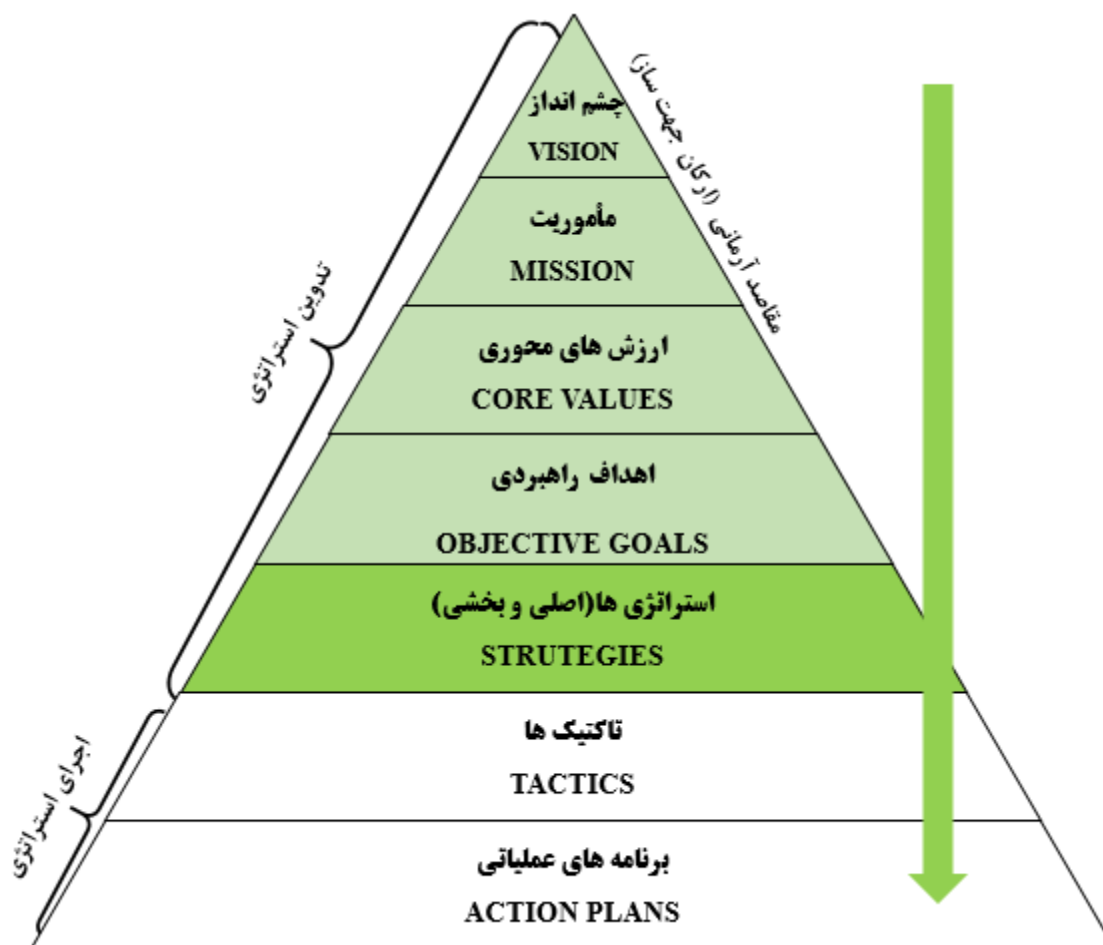 چشم انداز
VISION
مأموریت
MISSION
ارزش های محوری
CORE VALUES
اهداف راهبردی
OBJECTIVE GOALS
استراتژی ها(اصلی و بخشی)
STRUTEGIES
تاکتیک ها
TACTICS
برنامه های عملیاتی
ACTION PLANS
مقاصد آرمانی (ارکان جهت ساز)
تدوین استراتژی
اجرای استراتژی